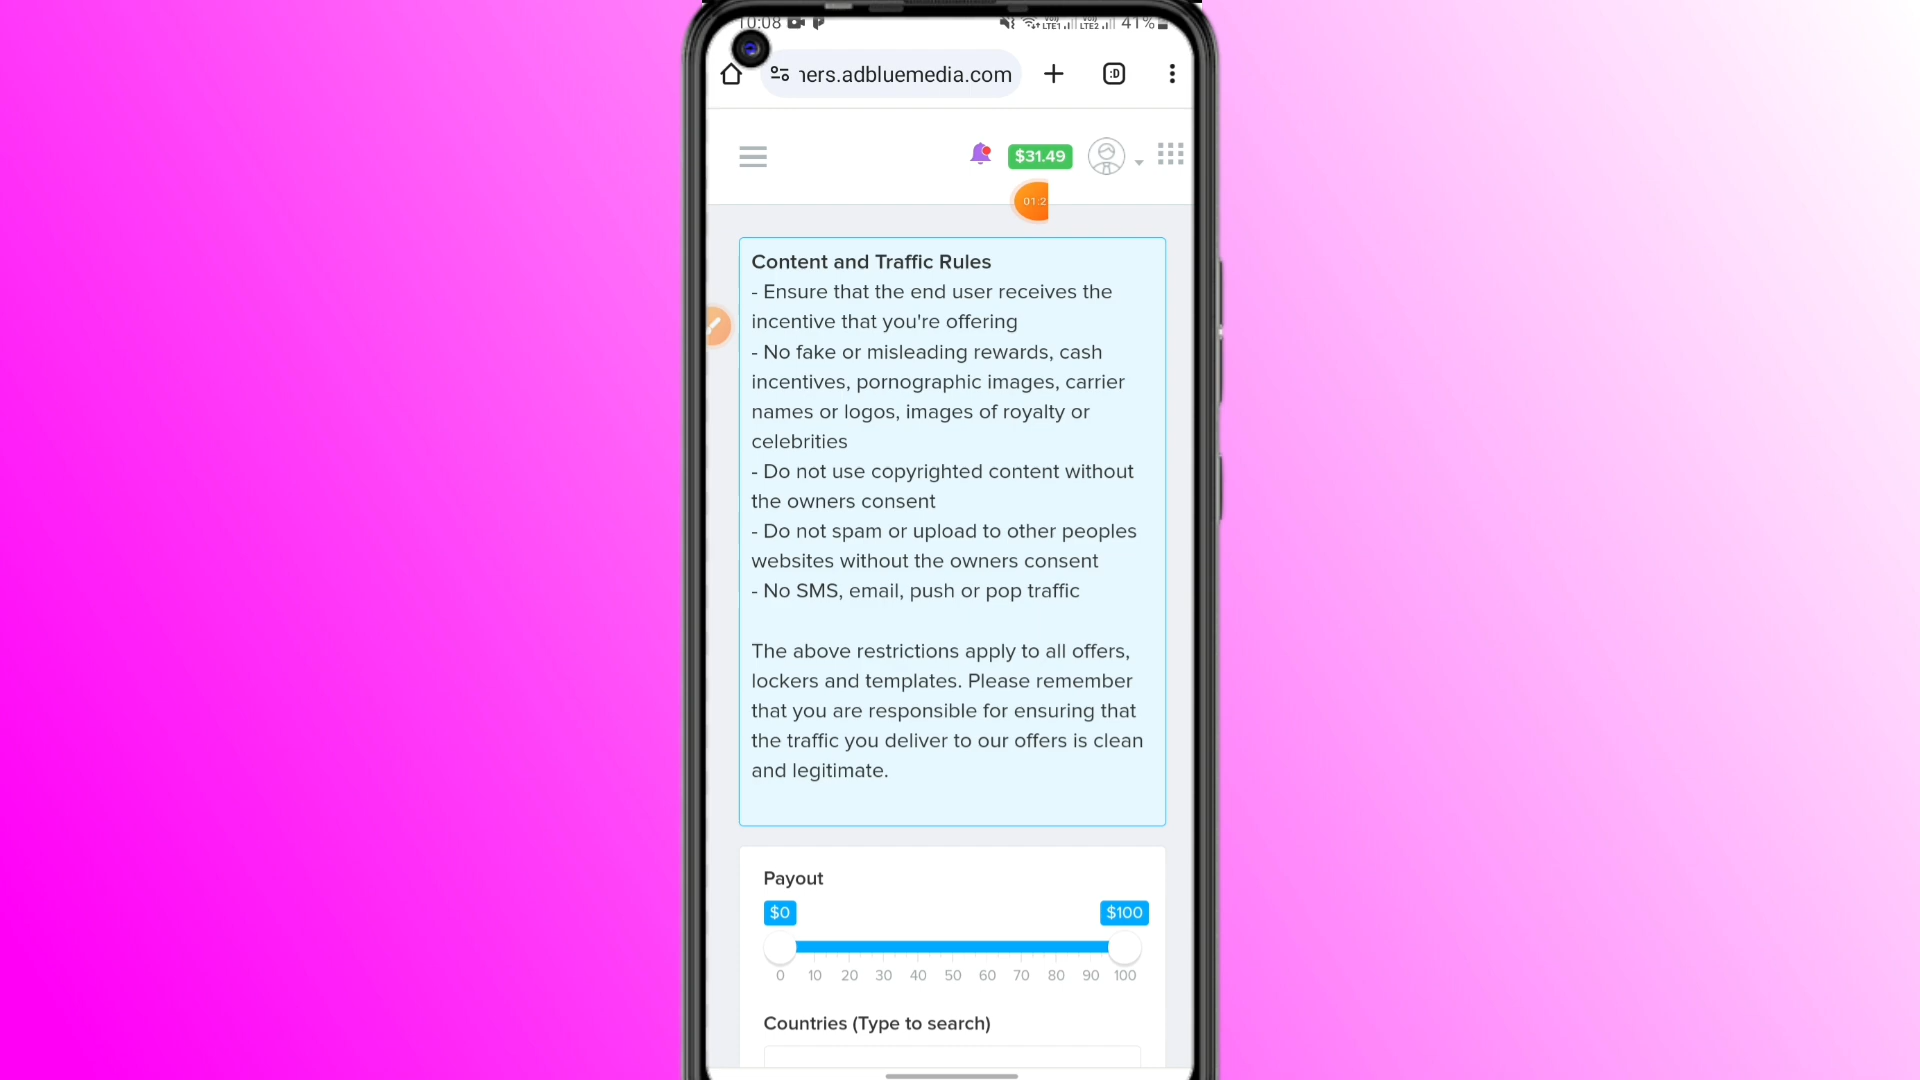 10:08 LTE1 LTE2 41%
ners.adbluemedia.com :D
$31.49
01:2
Content and Traffic Rules
- Ensure that the end user receives the
incentive that you're offering
- No fake or misleading rewards, cash
incentives, pornographic images, carrier
names or logos, images of royalty or
celebrities
- Do not use copyrighted content without
the owners consent
- Do not spam or upload to other peoples
websites without the owners consent
- No SMS, email, push or pop traffic
The above restrictions apply to all offers,
lockers and templates. Please remember
that you are responsible for ensuring that
the traffic you deliver to our offers is clean
and legitimate.
Payout
$0 $100
0 10 20 30 40 50 60 70 80 90 100
Countries (Type to search)